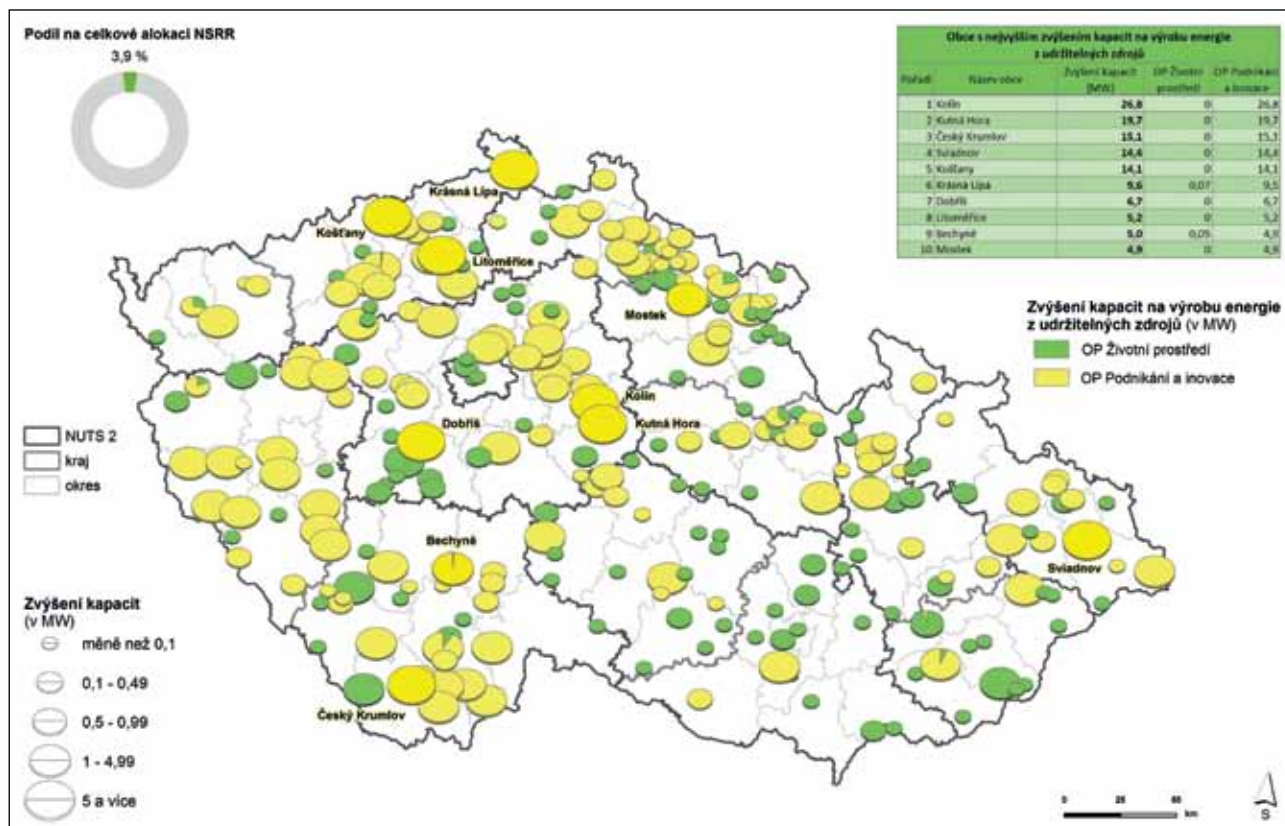 Podíl na celkové alokaci NSRR
3,9 %
Obce s nejvyšším zvýšením kapacit na výrobu energie
z udržitelných zdrojů
Pořadí Název obce Zvýšení kapacit (MW) OP Životní prostředí OP Podnikání a inovace
1 Kolín 26,8 0 26,8
2 Kutná Hora 19,7 0 19,7
3 Český Krumlov 15,1 0 15,1
4 Sviadnov 14,4 0 14,4
5 Košťany 14,1 0 14,1
6 Krásná Lípa 9,6 0,07 9,5
7 Dobříš 6,7 0 6,7
8 Litoměřice 5,2 0 5,2
9 Bechyně 5,0 0,05 4,9
10 Mostek 4,9 0 4,9
Krásná Lípa
Košťany
Litoměřice
Mostek
Kolín
Kutná Hora
Dobříš
Bechyně
Sviadnov
Český Krumlov
Zvýšení kapacit na výrobu energie
z udržitelných zdrojů (v MW)
OP Životní prostředí
OP Podnikání a inovace
NUTS 2
kraj
okres
Zvýšení kapacit
(v MW)
méně než 0,1
0,1 - 0,49
0,5 - 0,99
1 - 4,99
5 a více
0 25 50
km
S